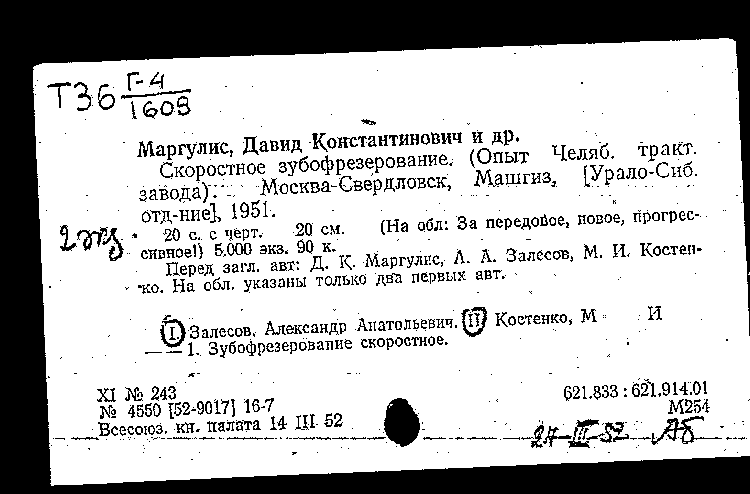 Т36 Г-4
1609
Маргулис, Давид Константинович и др.
Скоростное зубофрезерование. (Опыт Челяб. тракт.
завода). Москва-Свердловск, Машгиз, [Урало-Сиб.
отд-ние], 1951.
2 экз
20 с. с черт. 20 см. (На обл: За передовое, новое, прогрес-
сивное!) 5.000 экз. 90 к.
Перед загл. авт: Д. К. Маргулис, А. А. Залесов, М. И. Костен-
ко. На обл. указаны только два первых авт.
I Залесов, Александр Анатольевич. II Костенко, М И
— — 1. Зубофрезерование скоростное.
XI № 243
621.833 : 621.914.01
№ 4550 [52-9017] 16-7
М254
Всесоюз. кн. палата 14 III 52
27-III-52 Аб